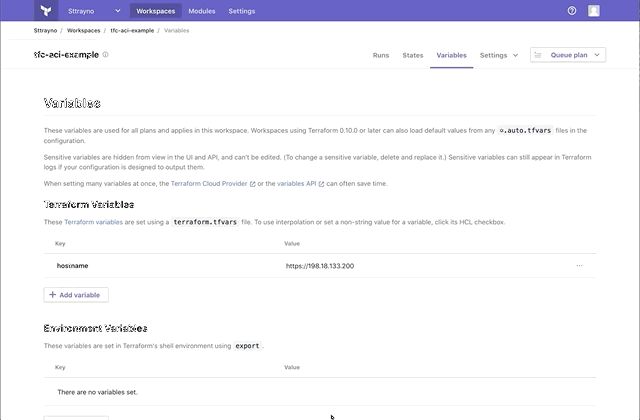 Sttrayno Workspaces Modules Settings
Sttrayno / Workspaces / tfc-aci-example / Variables
tfc-aci-example
Runs States Variables Settings Queue plan
Variables
These variables are used for all plans and applies in this workspace. Workspaces using Terraform 0.10.0 or later can also load default values from any *.auto.tfvars files in the
configuration.
Sensitive variables are hidden from view in the UI and API, and can't be edited. (To change a sensitive variable, delete and replace it.) Sensitive variables can still appear in Terraform
logs if your configuration is designed to output them.
When setting many variables at once, the Terraform Cloud Provider or the variables API can often save time.
Terraform Variables
These Terraform variables are set using a terraform.tfvars file. To use interpolation or set a non-string value for a variable, click its HCL checkbox.
Key Value
hostname https://198.18.133.200 ...
+ Add variable
Environment Variables
These variables are set in Terraform's shell environment using export .
Key Value
There are no variables set.